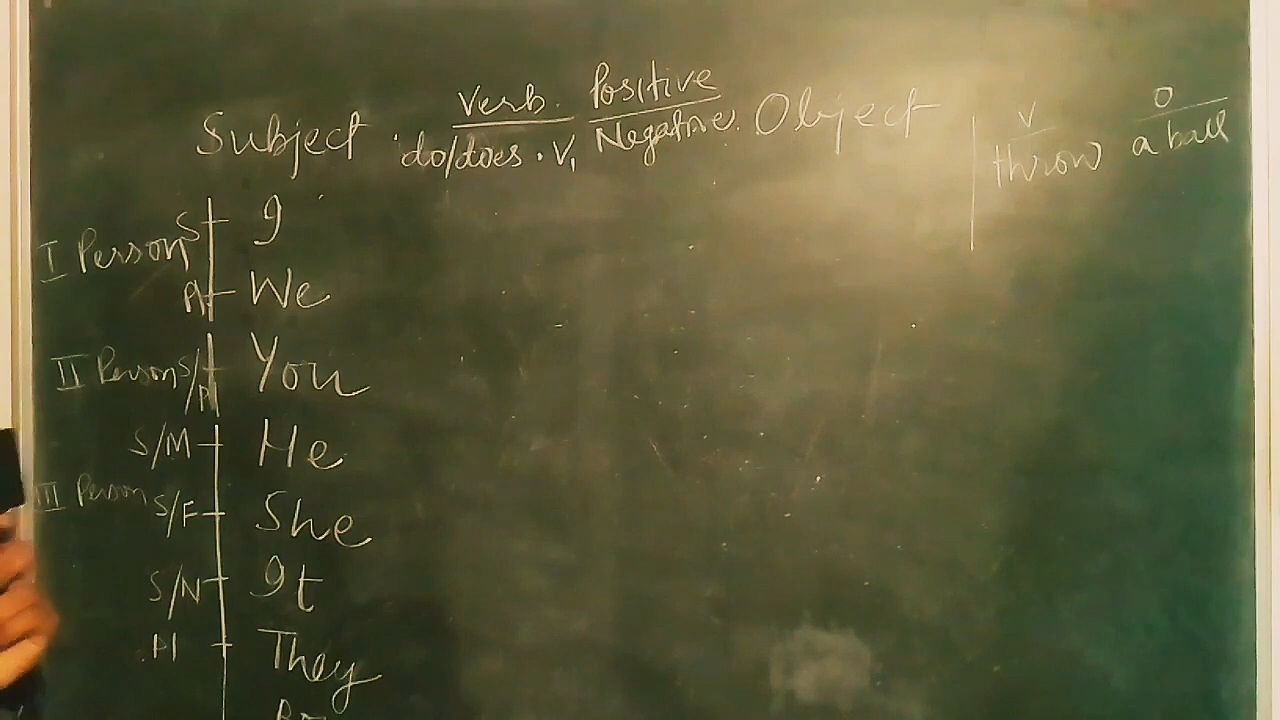 Verb. Positive
Subject do/does . V1 Negative. Object
V O
throw a ball
I Person S I
Pl We
II Person S/Pl You
S/M He
III Person S/F She
S/N It
Pl They